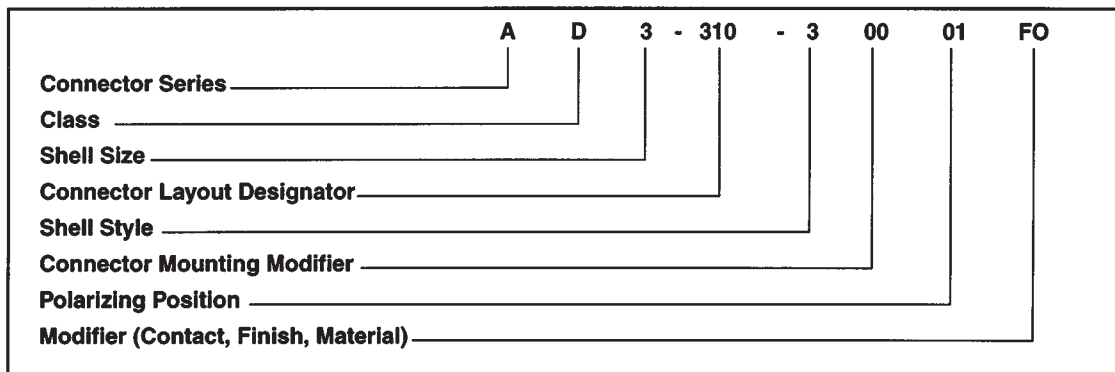 A D 3 - 310 - 3 00 01 FO
Connector Series
Class
Shell Size
Connector Layout Designator
Shell Style
Connector Mounting Modifier
Polarizing Position
Modifier (Contact, Finish, Material)